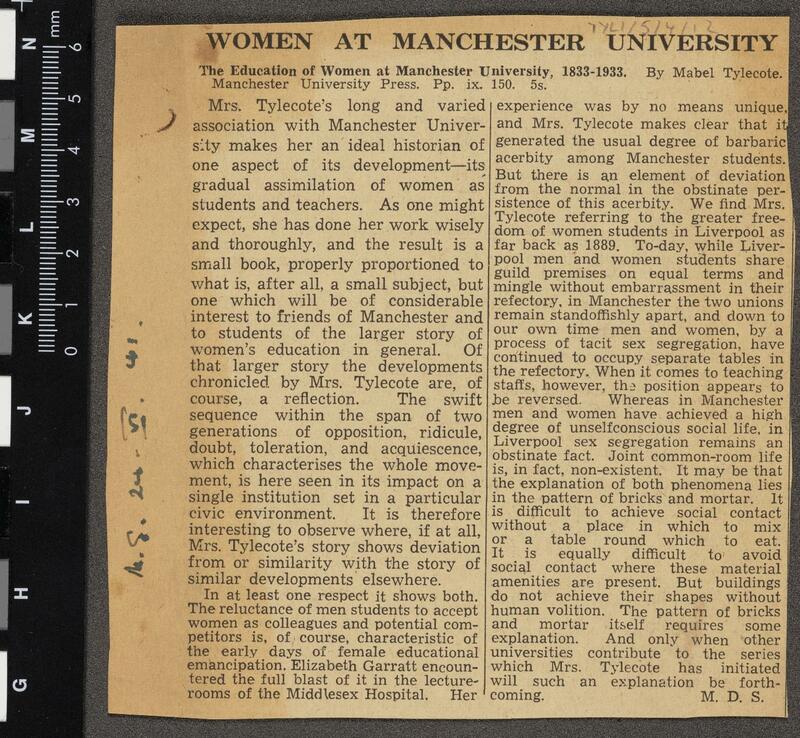 TYL/5/4/12
WOMEN AT MANCHESTER UNIVERSITY
The Education of Women at Manchester University, 1833-1933. By Mabel Tylecote.
Manchester University Press. Pp. ix. 150. 5s.
Mrs. Tylecote's long and varied
association with Manchester Univer-
sity makes her an ideal historian of
one aspect of its development—its
gradual assimilation of women as
students and teachers. As one might
expect, she has done her work wisely
and thoroughly, and the result is a
small book, properly proportioned to
what is, after all, a small subject, but
one which will be of considerable
interest to friends of Manchester and
to students of the larger story of
women's education in general. Of
that larger story the developments
chronicled by Mrs. Tylecote are, of
course, a reflection. The swift
sequence within the span of two
generations of opposition, ridicule,
doubt, toleration, and acquiescence,
which characterises the whole move-
ment, is here seen in its impact on a
single institution set in a particular
civic environment. It is therefore
interesting to observe where, if at all,
Mrs. Tylecote's story shows deviation
from or similarity with the story of
similar developments elsewhere.
In at least one respect it shows both.
The reluctance of men students to accept
women as colleagues and potential com-
petitors is, of course, characteristic of
the early days of female educational
emancipation. Elizabeth Garratt encoun-
tered the full blast of it in the lecture-
rooms of the Middlesex Hospital. Her
experience was by no means unique,
and Mrs. Tylecote makes clear that it
generated the usual degree of barbaric
acerbity among Manchester students.
But there is an element of deviation
from the normal in the obstinate per-
sistence of this acerbity. We find Mrs.
Tylecote referring to the greater free-
dom of women students in Liverpool as
far back as 1889. To-day, while Liver-
pool men and women students share
guild premises on equal terms and
mingle without embarrassment in their
refectory, in Manchester the two unions
remain standoffishly apart, and down to
our own time men and women, by a
process of tacit sex segregation, have
continued to occupy separate tables in
the refectory. When it comes to teaching
staffs, however, the position appears to
be reversed. Whereas in Manchester
men and women have achieved a high
degree of unselfconscious social life, in
Liverpool sex segregation remains an
obstinate fact. Joint common-room life
is, in fact, non-existent. It may be that
the explanation of both phenomena lies
in the pattern of bricks and mortar. It
is difficult to achieve social contact
without a place in which to mix
or a table round which to eat.
It is equally difficult to avoid
social contact where these material
amenities are present. But buildings
do not achieve their shapes without
human volition. The pattern of bricks
and mortar itself requires some
explanation. And only when other
universities contribute to the series
which Mrs. Tylecote has initiated
will such an explanation be forth-
coming. M. D. S.
M.G. 24. VI. 41.
mm
0 1 2 3 4 5 6
G H I J K L M N